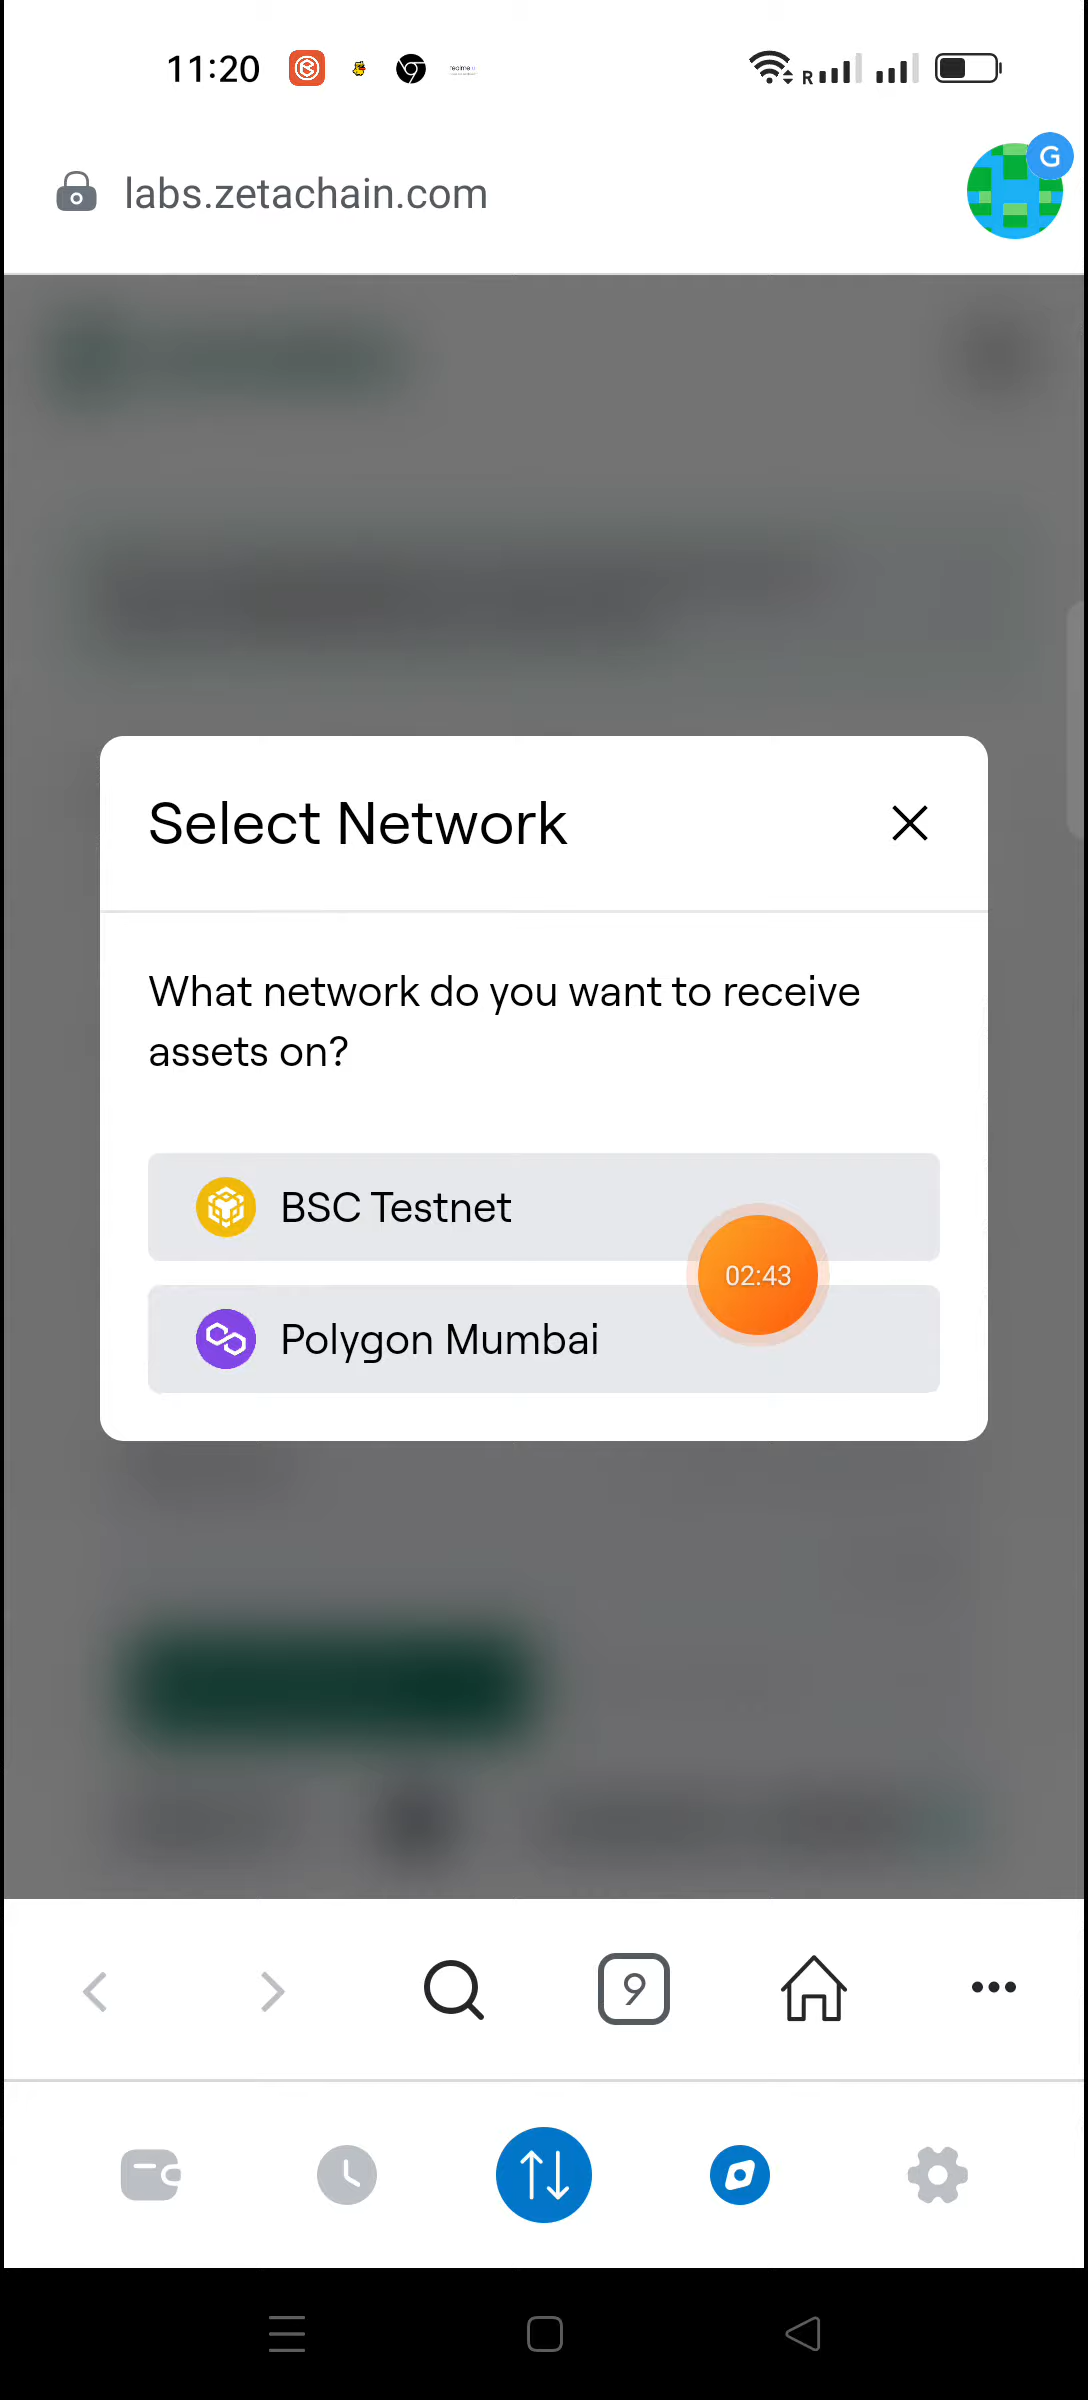 11:20
R
labs.zetachain.com
G
Select Network
What network do you want to receive
assets on?
BSC Testnet
02:43
Polygon Mumbai
9